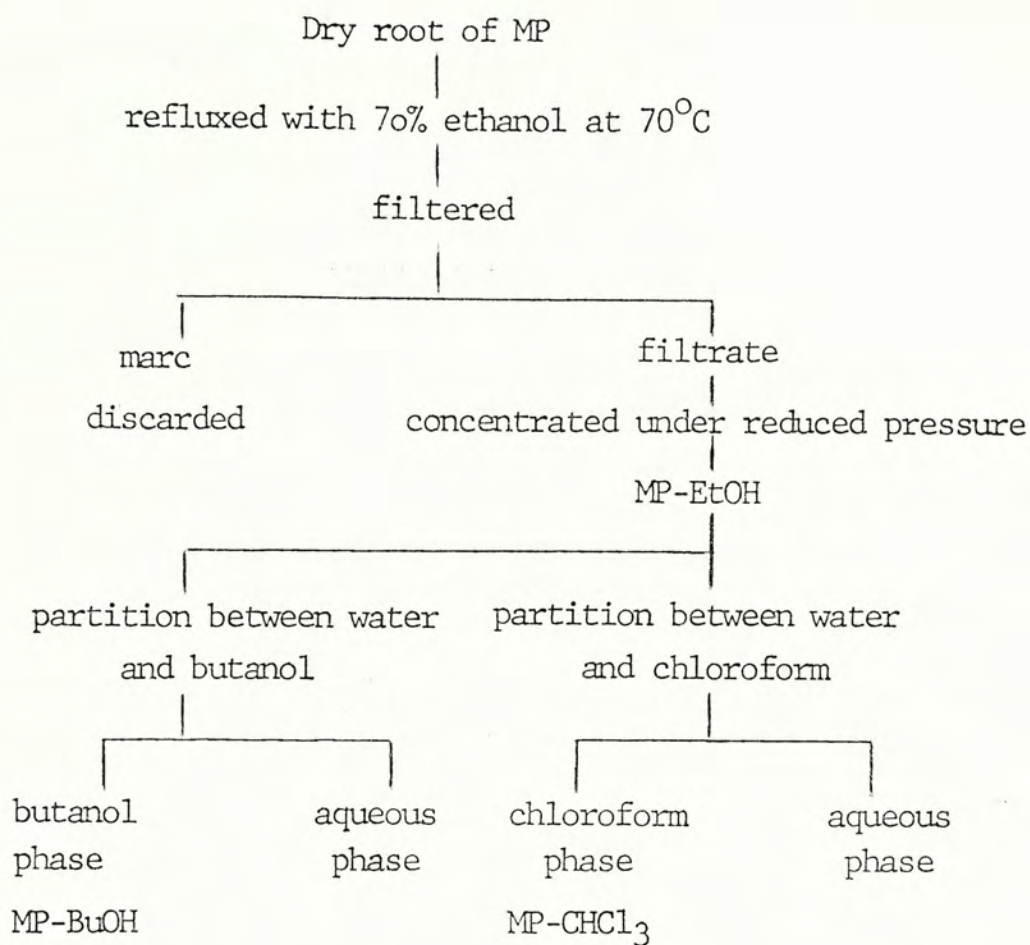 Dry root of MP
refluxed with 7o% ethanol at 70°C
filtered
marc
filtrate
discarded
concentrated under reduced pressure
MP-EtOH
partition between water
and butanol
partition between water
and chloroform
butanol
phase
aqueous
phase
chloroform
phase
aqueous
phase
MP-BuOH
MP-CHCl3